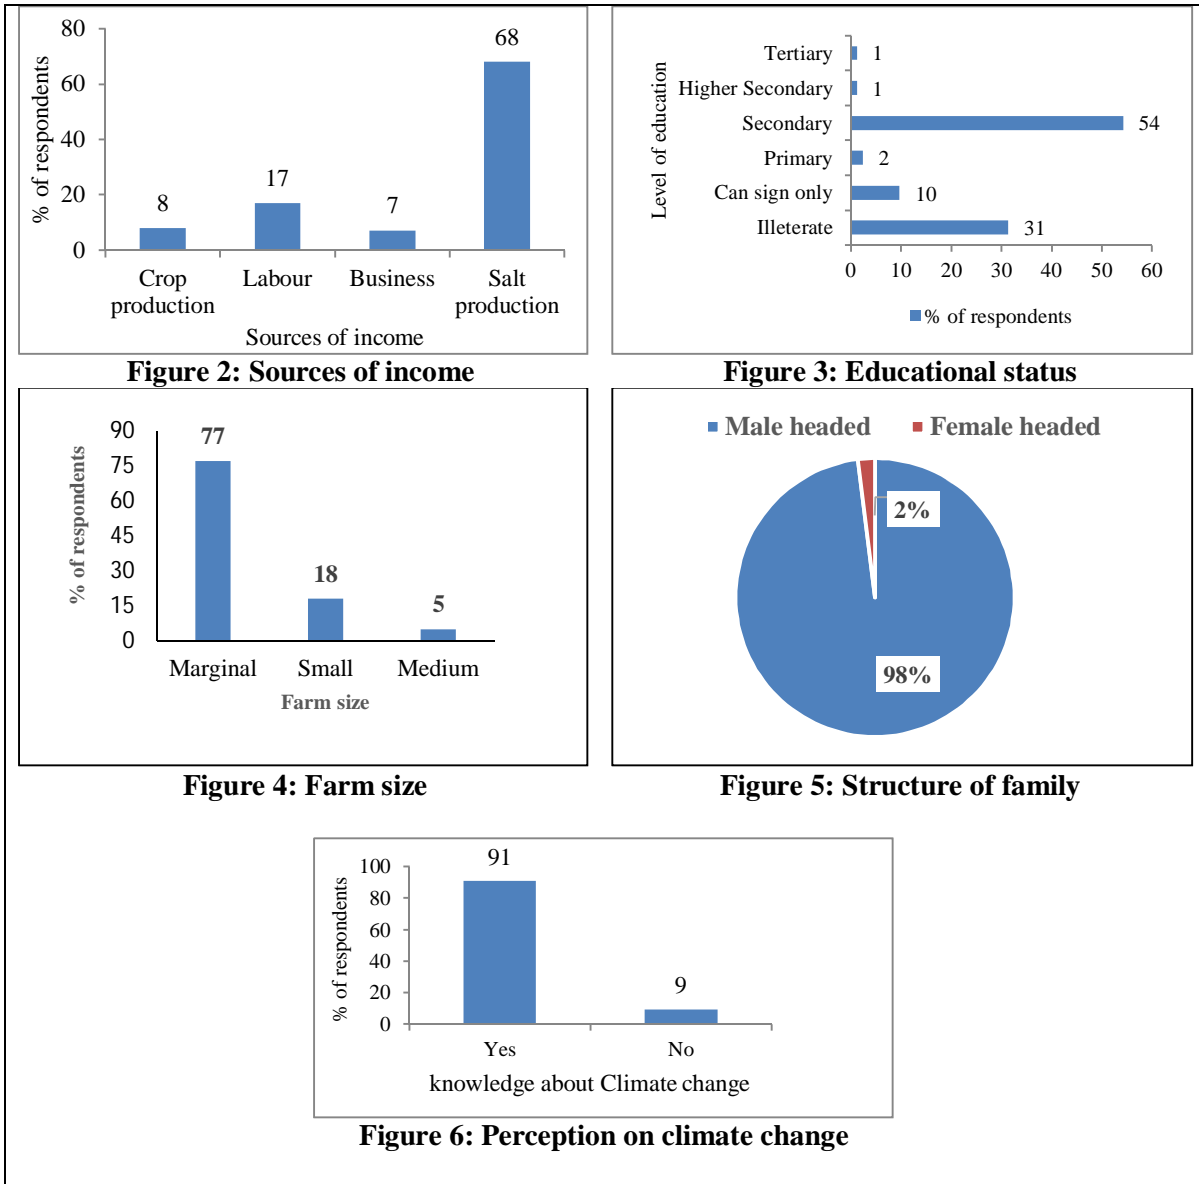 80
60
40
20
0
% of respondents
8
17
7
68
Crop
production
Labour
Business
Salt
production
Sources of income
Figure 2: Sources of income
Level of education
Tertiary
1
Higher Secondary
1
Secondary
54
Primary
2
Can sign only
10
Illeterate
31
0 10 20 30 40 50 60
% of respondents
Figure 3: Educational status
90
75
60
45
30
15
0
% of respondents
77
18
5
Marginal Small Medium
Farm size
Figure 4: Farm size
Male headed Female headed
2%
98%
Figure 5: Structure of family
100
80
60
40
20
0
% of respondents
91
9
Yes No
knowledge about Climate change
Figure 6: Perception on climate change